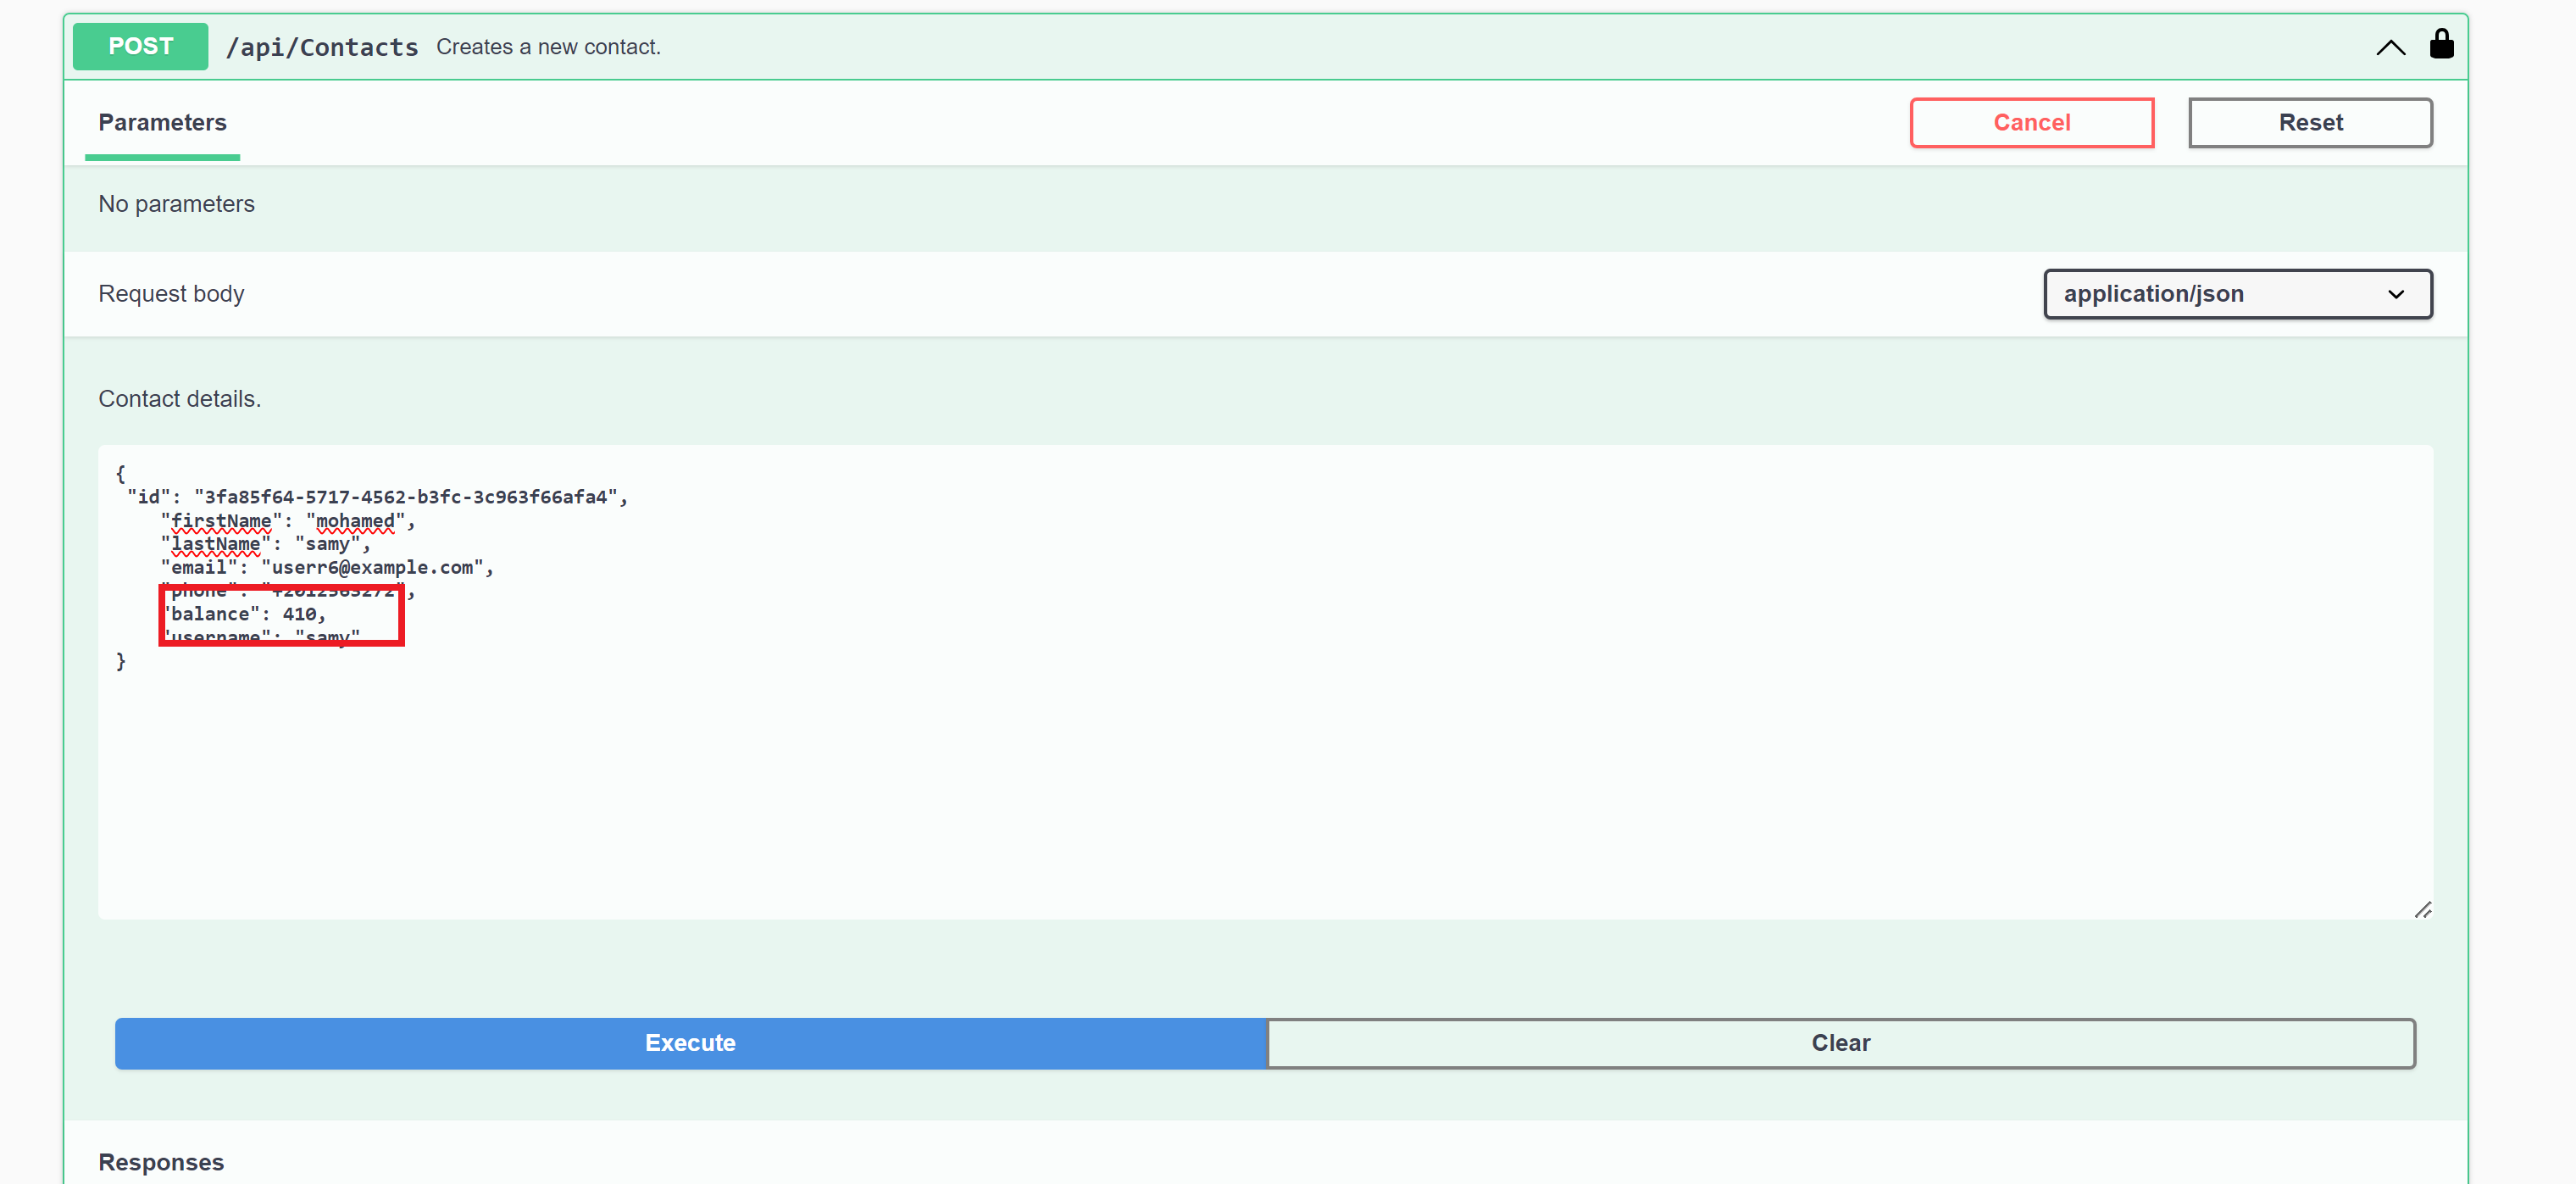 POST /api/Contacts Creates a new contact.
Parameters
Cancel
Reset
No parameters
Request body
application/json
Contact details.
{
"id": "3fa85f64-5717-4562-b3fc-3c963f66afa4",
"firstName": "mohamed",
"lastName": "samy",
"email": "userr6@example.com",
"phone": "+2012563272",
"balance": 410,
"username": "samy"
}
Execute
Clear
Responses